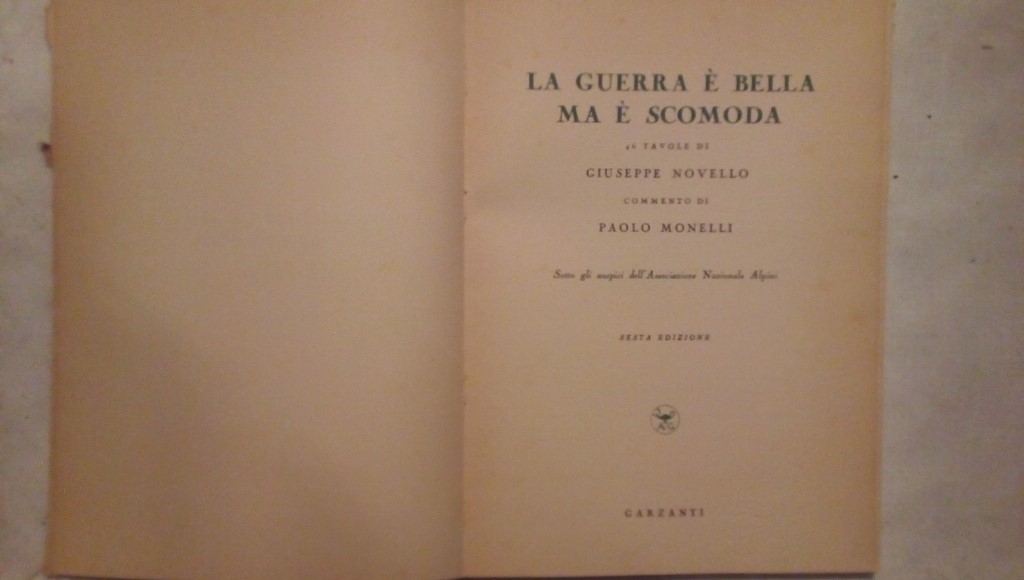 LA GUERRA È BELLA
MA È SCOMODA
46 TAVOLE DI
GIUSEPPE NOVELLO
COMMENTO DI
PAOLO MONELLI
Sotto gli auspici dell'Associazione Nazionale Alpini
SESTA EDIZIONE
GARZANTI